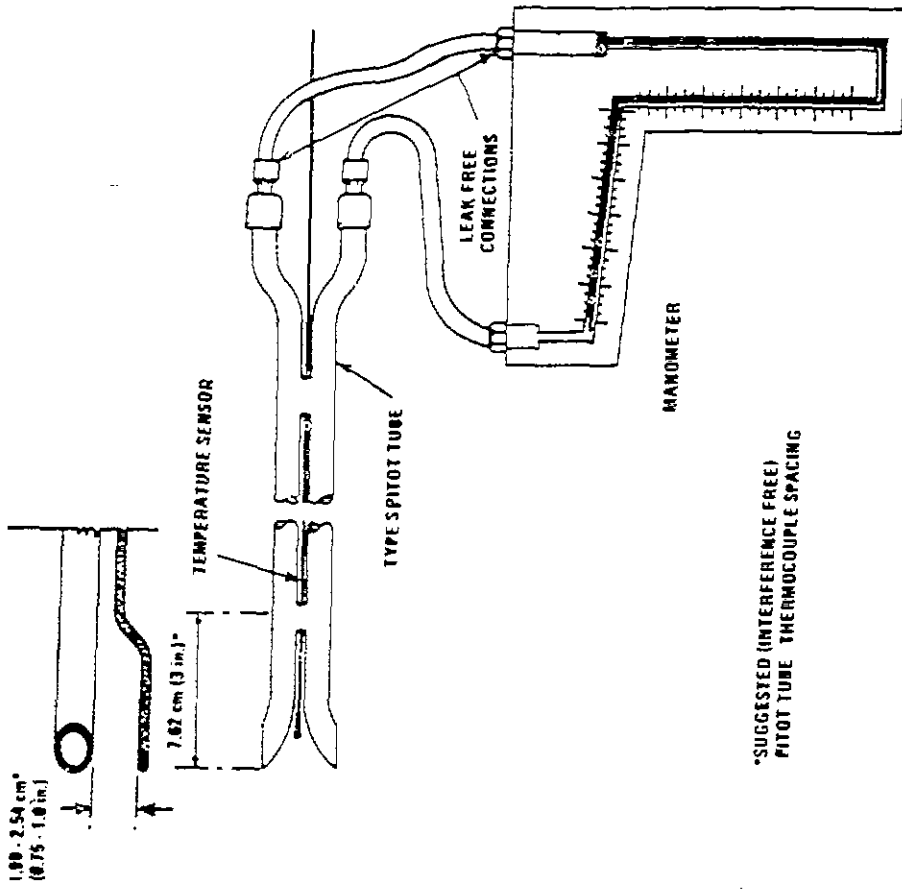 1.90 - 2.54 cm*
(0.75 - 1.0 in.)
7.62 cm (3 in.)*
TEMPERATURE SENSOR
TYPE S PITOT TUBE
LEAK FREE
CONNECTIONS
MANOMETER
*SUGGESTED (INTERFERENCE FREE)
PITOT TUBE THERMOCOUPLE SPACING